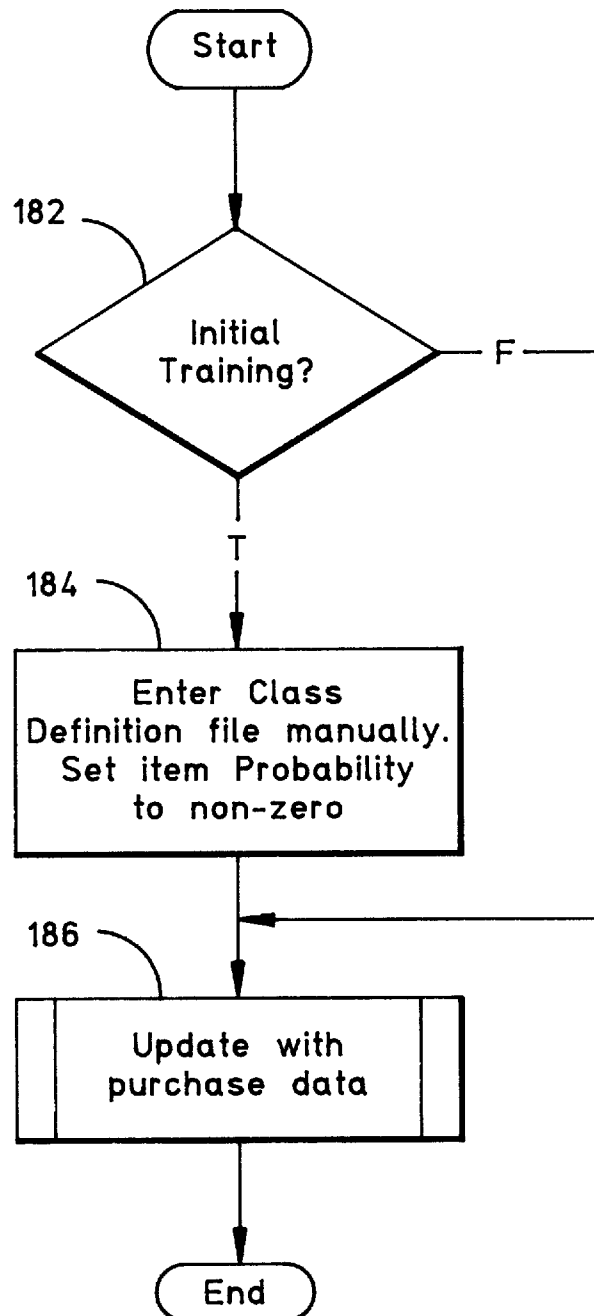 Start
182
Initial
Training?
F
T
184
Enter Class
Definition file manually.
Set item Probability
to non-zero
186
Update with
purchase data
End